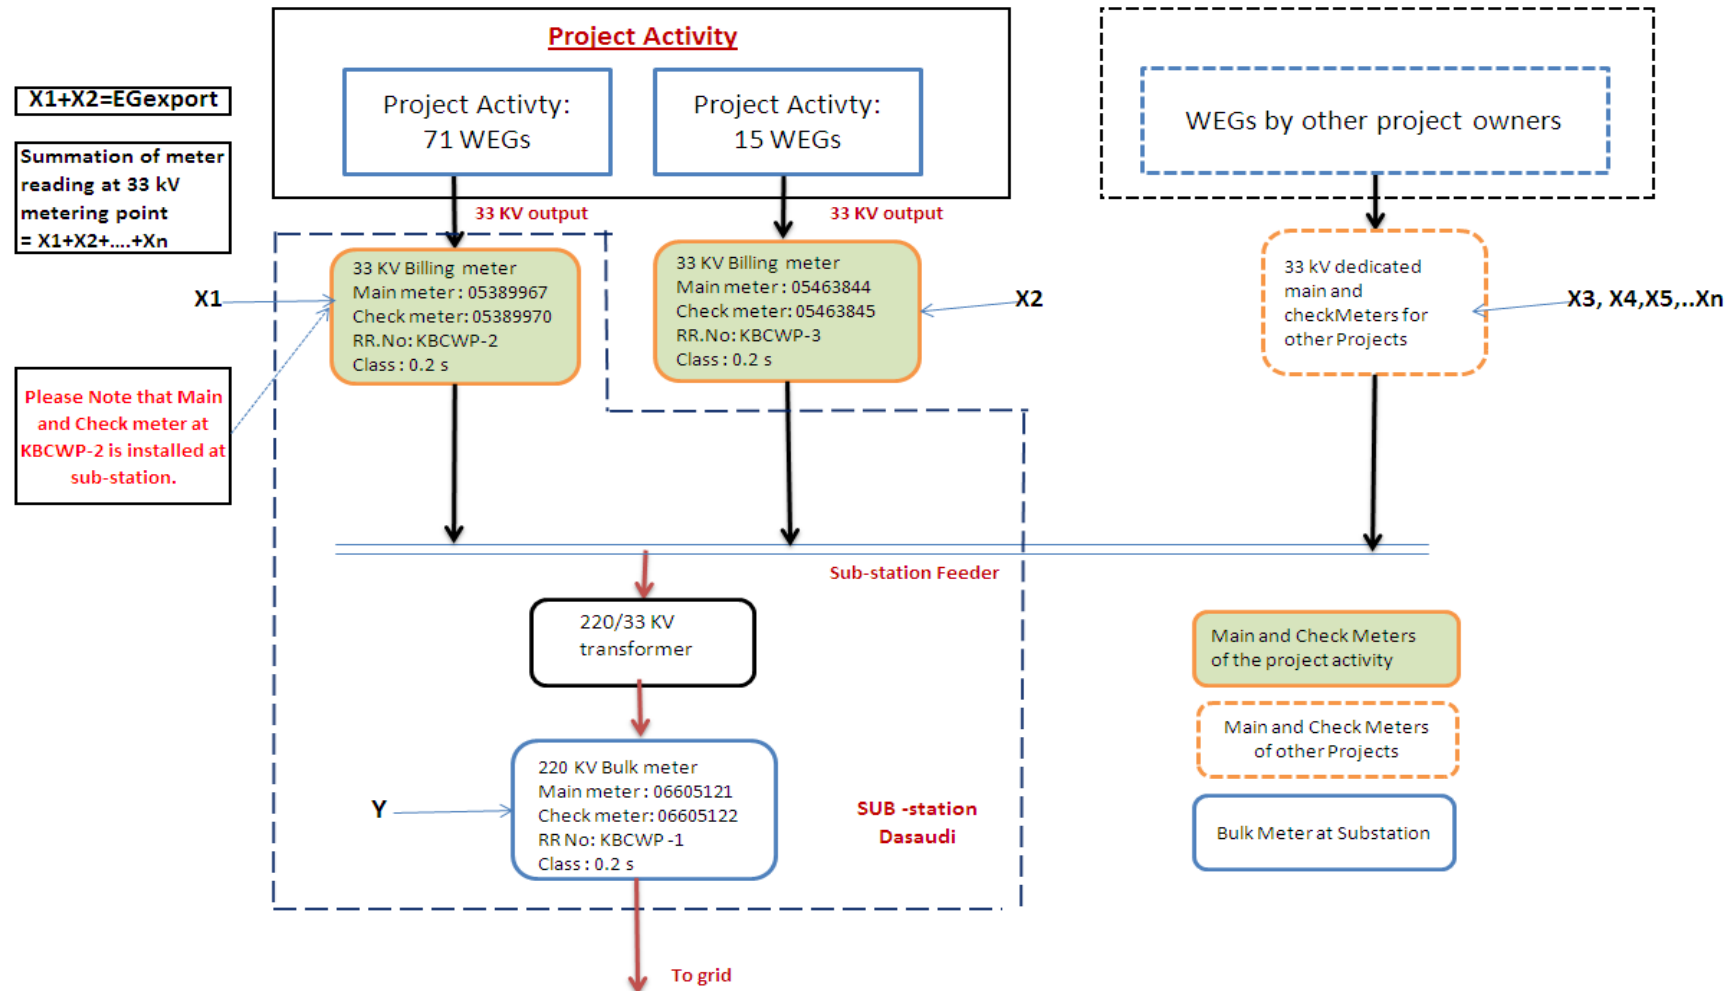 Project Activity
Project Activty:
71 WEGs
Project Activty:
15 WEGs
WEGs by other project owners
X1+X2=EGexport
Summation of meter
reading at 33 kV
metering point
= X1+X2+....+Xn
33 KV output
33 KV output
33 KV Billing meter
Main meter : 05389967
Check meter: 05389970
RR.No: KBCWP-2
Class : 0.2 s
33 KV Billing meter
Main meter : 05463844
Check meter: 05463845
RR.No: KBCWP-3
Class : 0.2 s
33 kV dedicated
main and
checkMeters for
other Projects
X1
X2
X3, X4,X5,..Xn
Please Note that Main
and Check meter at
KBCWP-2 is installed at
sub-station.
Sub-station Feeder
220/33 KV
transformer
Main and Check Meters
of the project activity
Main and Check Meters
of other Projects
220 KV Bulk meter
Main meter : 06605121
Check meter: 06605122
RR No: KBCWP -1
Class : 0.2 s
Y
SUB -station
Dasaudi
Bulk Meter at Substation
To grid